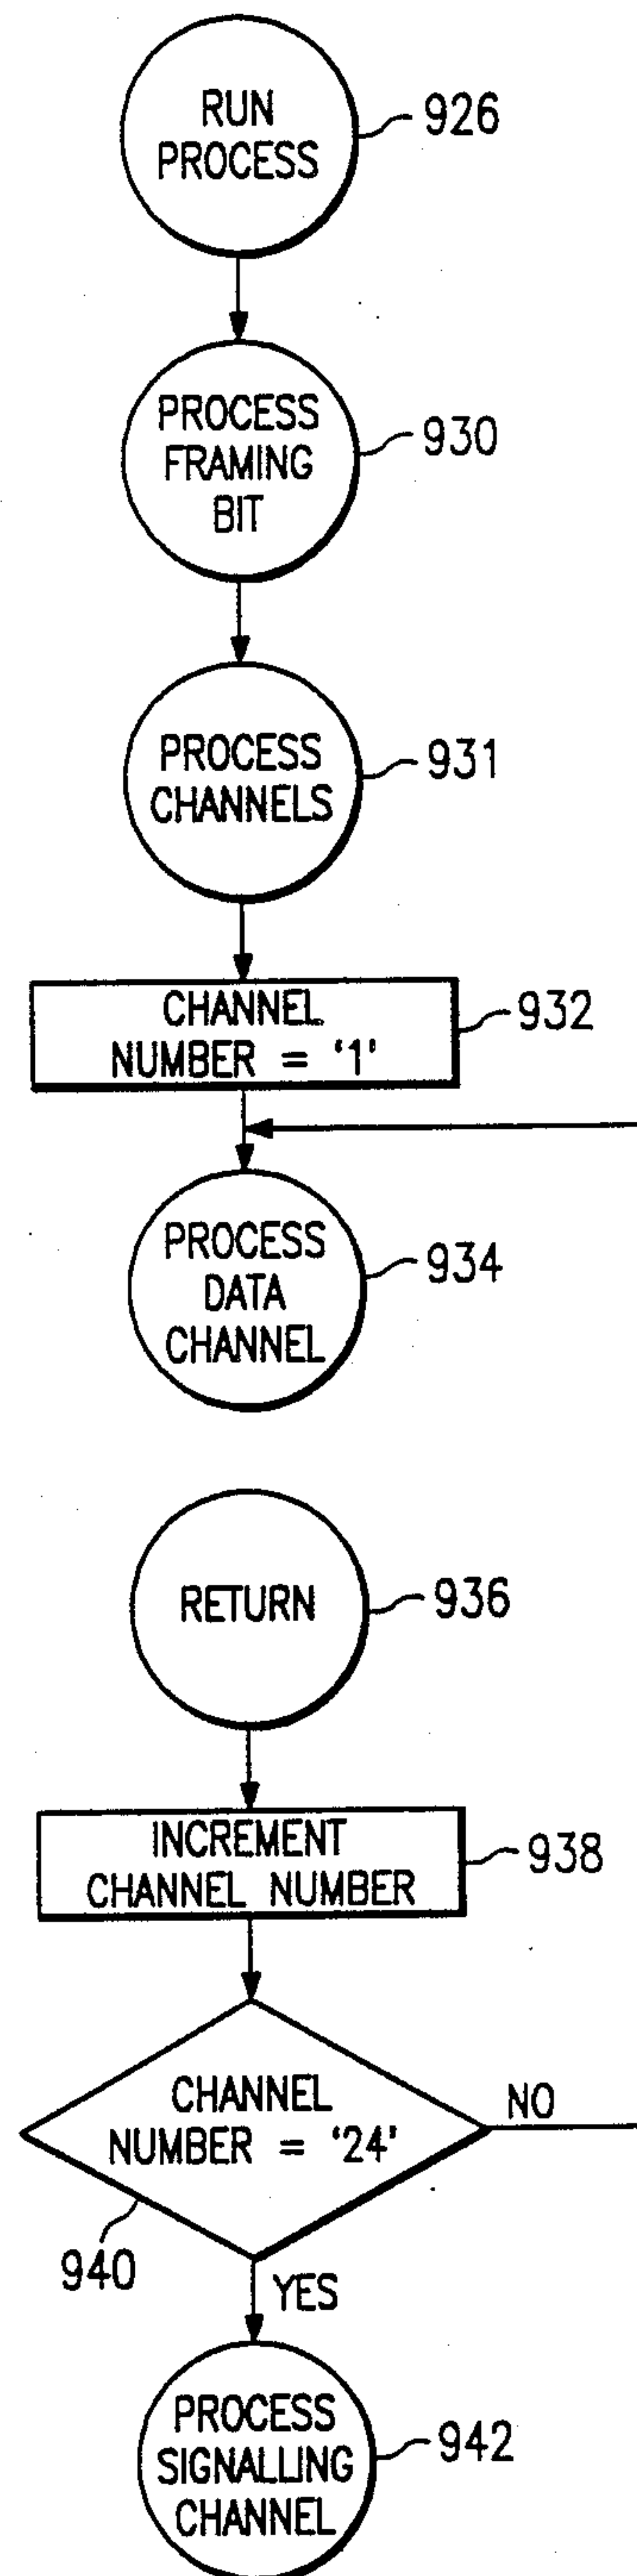 RUN
PROCESS
926
PROCESS
FRAMING
BIT
930
PROCESS
CHANNELS
931
CHANNEL
NUMBER = '1'
932
PROCESS
DATA
CHANNEL
934
RETURN
936
INCREMENT
CHANNEL NUMBER
938
CHANNEL
NUMBER = '24'
NO
940
YES
PROCESS
SIGNALLING
CHANNEL
942